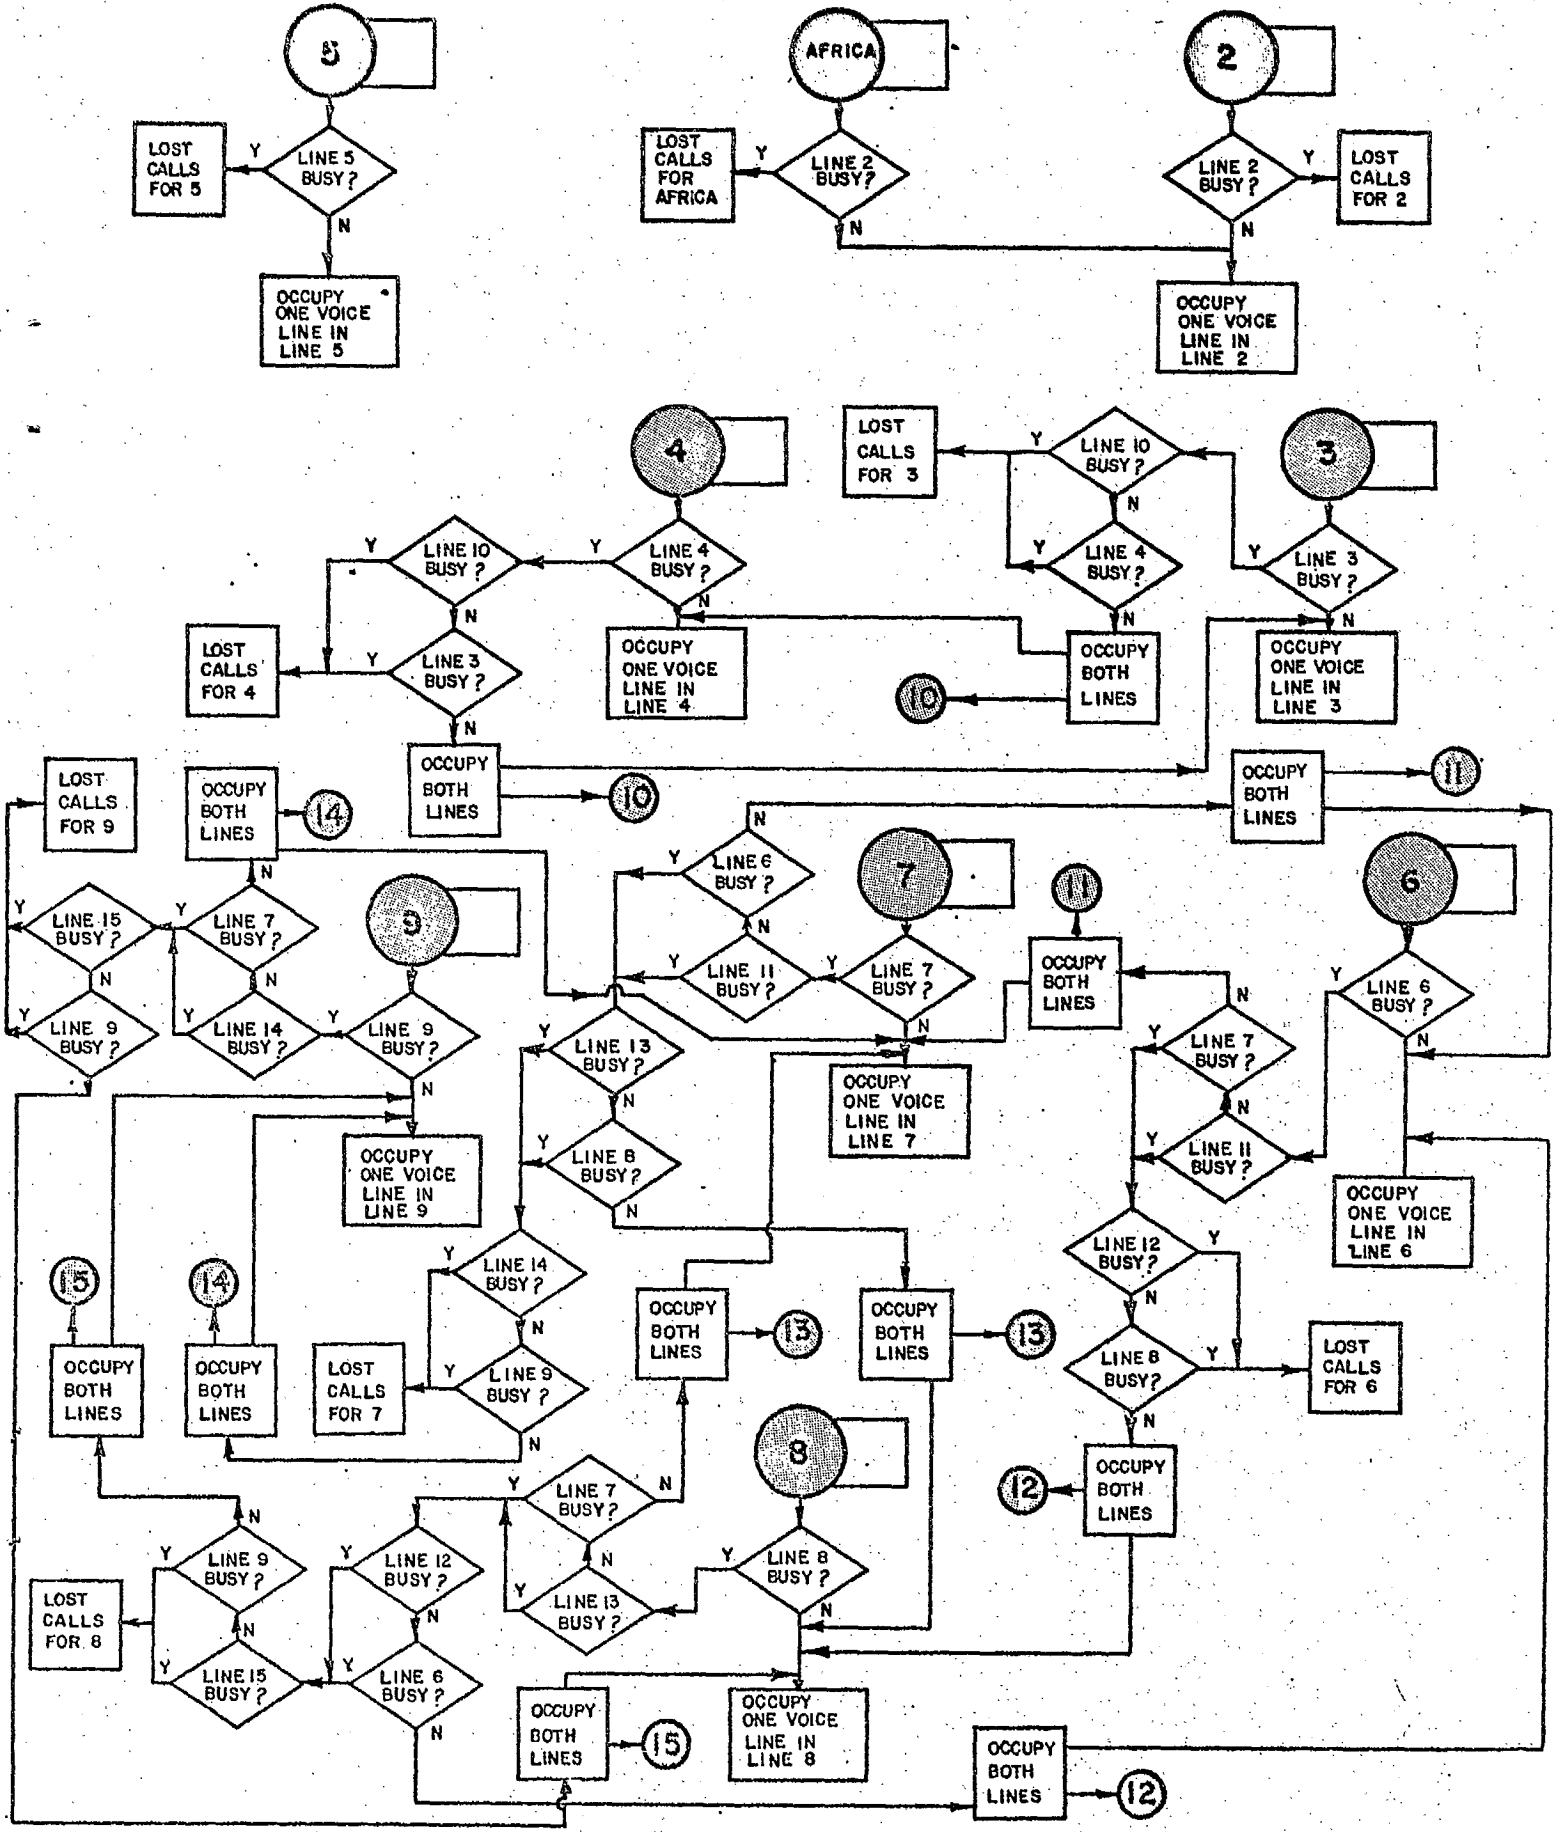 5
AFRICA
2
LOST
CALLS
FOR 5
Y
LINE 5
BUSY?
N
OCCUPY
ONE VOICE
LINE IN
LINE 5
LOST
CALLS
FOR
AFRICA
Y
LINE 2
BUSY?
N
LINE 2
BUSY?
Y
N
LOST
CALLS
FOR 2
OCCUPY
ONE VOICE
LINE IN
LINE 2
4
LINE 4
BUSY?
Y
N
LINE 10
BUSY?
Y
N
LINE 3
BUSY?
Y
N
LOST
CALLS
FOR 4
OCCUPY
ONE VOICE
LINE IN
LINE 4
OCCUPY
BOTH
LINES
10
3
LINE 3
BUSY?
Y
N
LINE 10
BUSY?
Y
N
LINE 4
BUSY?
Y
N
LOST
CALLS
FOR 3
OCCUPY
BOTH
LINES
10
OCCUPY
ONE VOICE
LINE IN
LINE 3
LOST
CALLS
FOR 9
OCCUPY
BOTH
LINES
14
9
LINE 9
BUSY?
Y
N
LINE 14
BUSY?
Y
N
LINE 7
BUSY?
Y
N
LINE 15
BUSY?
Y
N
LINE 9
BUSY?
Y
OCCUPY
ONE VOICE
LINE IN
LINE 9
7
LINE 7
BUSY?
Y
N
LINE 11
BUSY?
Y
N
LINE 6
BUSY?
Y
N
OCCUPY
BOTH
LINES
11
LINE 13
BUSY?
Y
N
LINE 8
BUSY?
Y
N
LINE 14
BUSY?
Y
N
LINE 9
BUSY?
Y
N
LOST
CALLS
FOR 7
OCCUPY
ONE VOICE
LINE IN
LINE 7
OCCUPY
BOTH
LINES
13
OCCUPY
BOTH
LINES
14
6
LINE 6
BUSY?
Y
N
LINE 11
BUSY?
Y
N
LINE 7
BUSY?
Y
N
OCCUPY
BOTH
LINES
11
LINE 12
BUSY?
Y
N
LINE 8
BUSY?
Y
N
LOST
CALLS
FOR 6
OCCUPY
BOTH
LINES
12
OCCUPY
ONE VOICE
LINE IN
LINE 6
8
LINE 8
BUSY?
Y
N
LINE 13
BUSY?
Y
N
LINE 7
BUSY?
Y
N
OCCUPY
BOTH
LINES
13
LINE 12
BUSY?
Y
N
LINE 6
BUSY?
Y
N
LINE 15
BUSY?
Y
N
LINE 9
BUSY?
Y
N
LOST
CALLS
FOR 8
OCCUPY
BOTH
LINES
15
OCCUPY
BOTH
LINES
15
OCCUPY
ONE VOICE
LINE IN
LINE 8
OCCUPY
BOTH
LINES
12